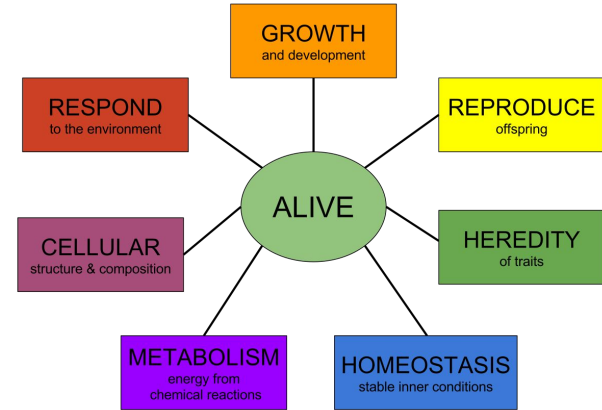 GROWTH
and development
RESPOND
to the environment
REPRODUCE
offspring
ALIVE
CELLULAR
structure & composition
HEREDITY
of traits
METABOLISM
energy from
chemical reactions
HOMEOSTASIS
stable inner conditions